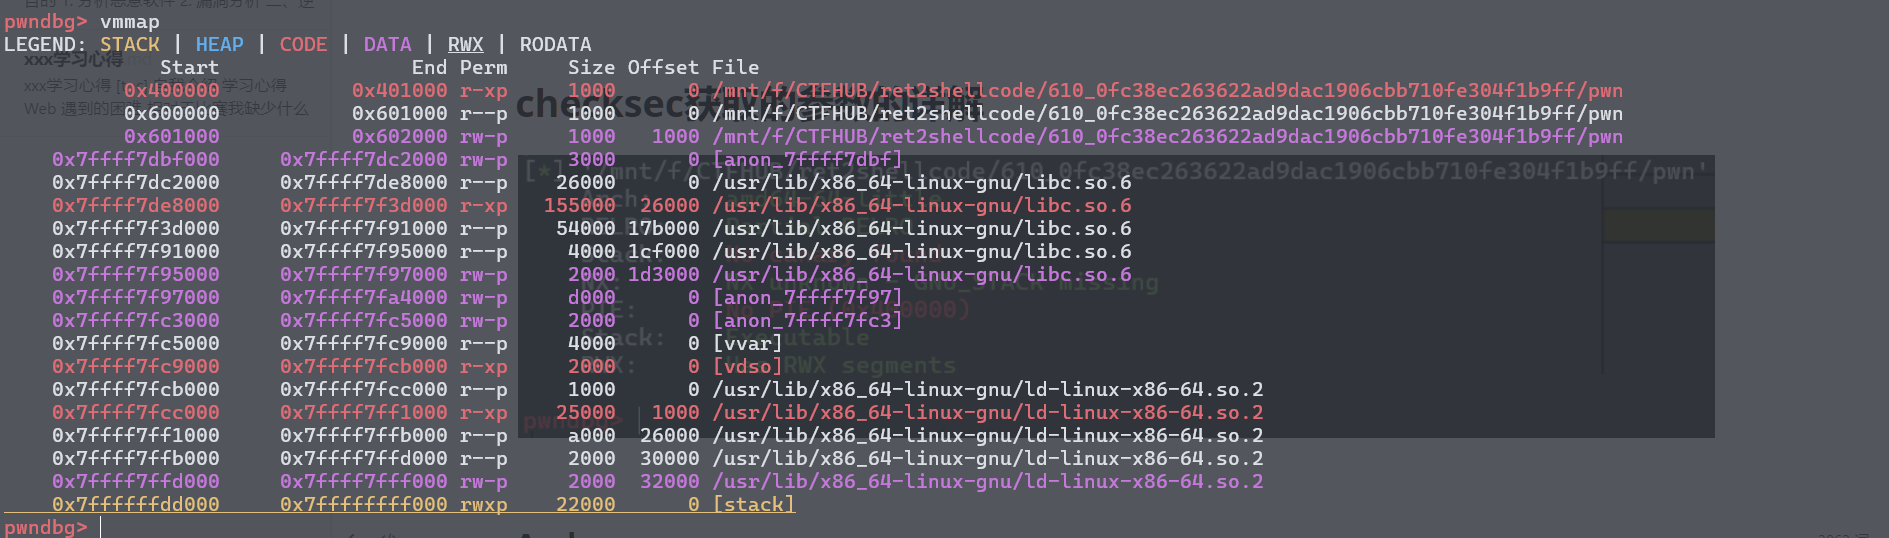 pwndbg> vmmap
LEGEND: STACK | HEAP | CODE | DATA | RWX | RODATA
Start End Perm Size Offset File
0x400000 0x401000 r-xp 1000 0 /mnt/f/CTFHUB/ret2shellcode/610_0fc38ec263622ad9dac1906cbb710fe304f1b9ff/pwn
0x600000 0x601000 r--p 1000 0 /mnt/f/CTFHUB/ret2shellcode/610_0fc38ec263622ad9dac1906cbb710fe304f1b9ff/pwn
0x601000 0x602000 rw-p 1000 1000 /mnt/f/CTFHUB/ret2shellcode/610_0fc38ec263622ad9dac1906cbb710fe304f1b9ff/pwn
0x7ffff7dbf000 0x7ffff7dc2000 rw-p 3000 0 [anon_7ffff7dbf]
0x7ffff7dc2000 0x7ffff7de8000 r--p 26000 0 /usr/lib/x86_64-linux-gnu/libc.so.6
0x7ffff7de8000 0x7ffff7f3d000 r-xp 155000 26000 /usr/lib/x86_64-linux-gnu/libc.so.6
0x7ffff7f3d000 0x7ffff7f91000 r--p 54000 17b000 /usr/lib/x86_64-linux-gnu/libc.so.6
0x7ffff7f91000 0x7ffff7f95000 r--p 4000 1cf000 /usr/lib/x86_64-linux-gnu/libc.so.6
0x7ffff7f95000 0x7ffff7f97000 rw-p 2000 1d3000 /usr/lib/x86_64-linux-gnu/libc.so.6
0x7ffff7f97000 0x7ffff7fa4000 rw-p d000 0 [anon_7ffff7f97]
0x7ffff7fc3000 0x7ffff7fc5000 rw-p 2000 0 [anon_7ffff7fc3]
0x7ffff7fc5000 0x7ffff7fc9000 r--p 4000 0 [vvar]
0x7ffff7fc9000 0x7ffff7fcb000 r-xp 2000 0 [vdso]
0x7ffff7fcb000 0x7ffff7fcc000 r--p 1000 0 /usr/lib/x86_64-linux-gnu/ld-linux-x86-64.so.2
0x7ffff7fcc000 0x7ffff7ff1000 r-xp 25000 1000 /usr/lib/x86_64-linux-gnu/ld-linux-x86-64.so.2
0x7ffff7ff1000 0x7ffff7ffb000 r--p a000 26000 /usr/lib/x86_64-linux-gnu/ld-linux-x86-64.so.2
0x7ffff7ffb000 0x7ffff7ffd000 r--p 2000 30000 /usr/lib/x86_64-linux-gnu/ld-linux-x86-64.so.2
0x7ffff7ffd000 0x7ffff7fff000 rw-p 2000 32000 /usr/lib/x86_64-linux-gnu/ld-linux-x86-64.so.2
0x7ffffffdd000 0x7ffffffff000 rwxp 22000 0 [stack]
pwndbg>
xxx学习心得